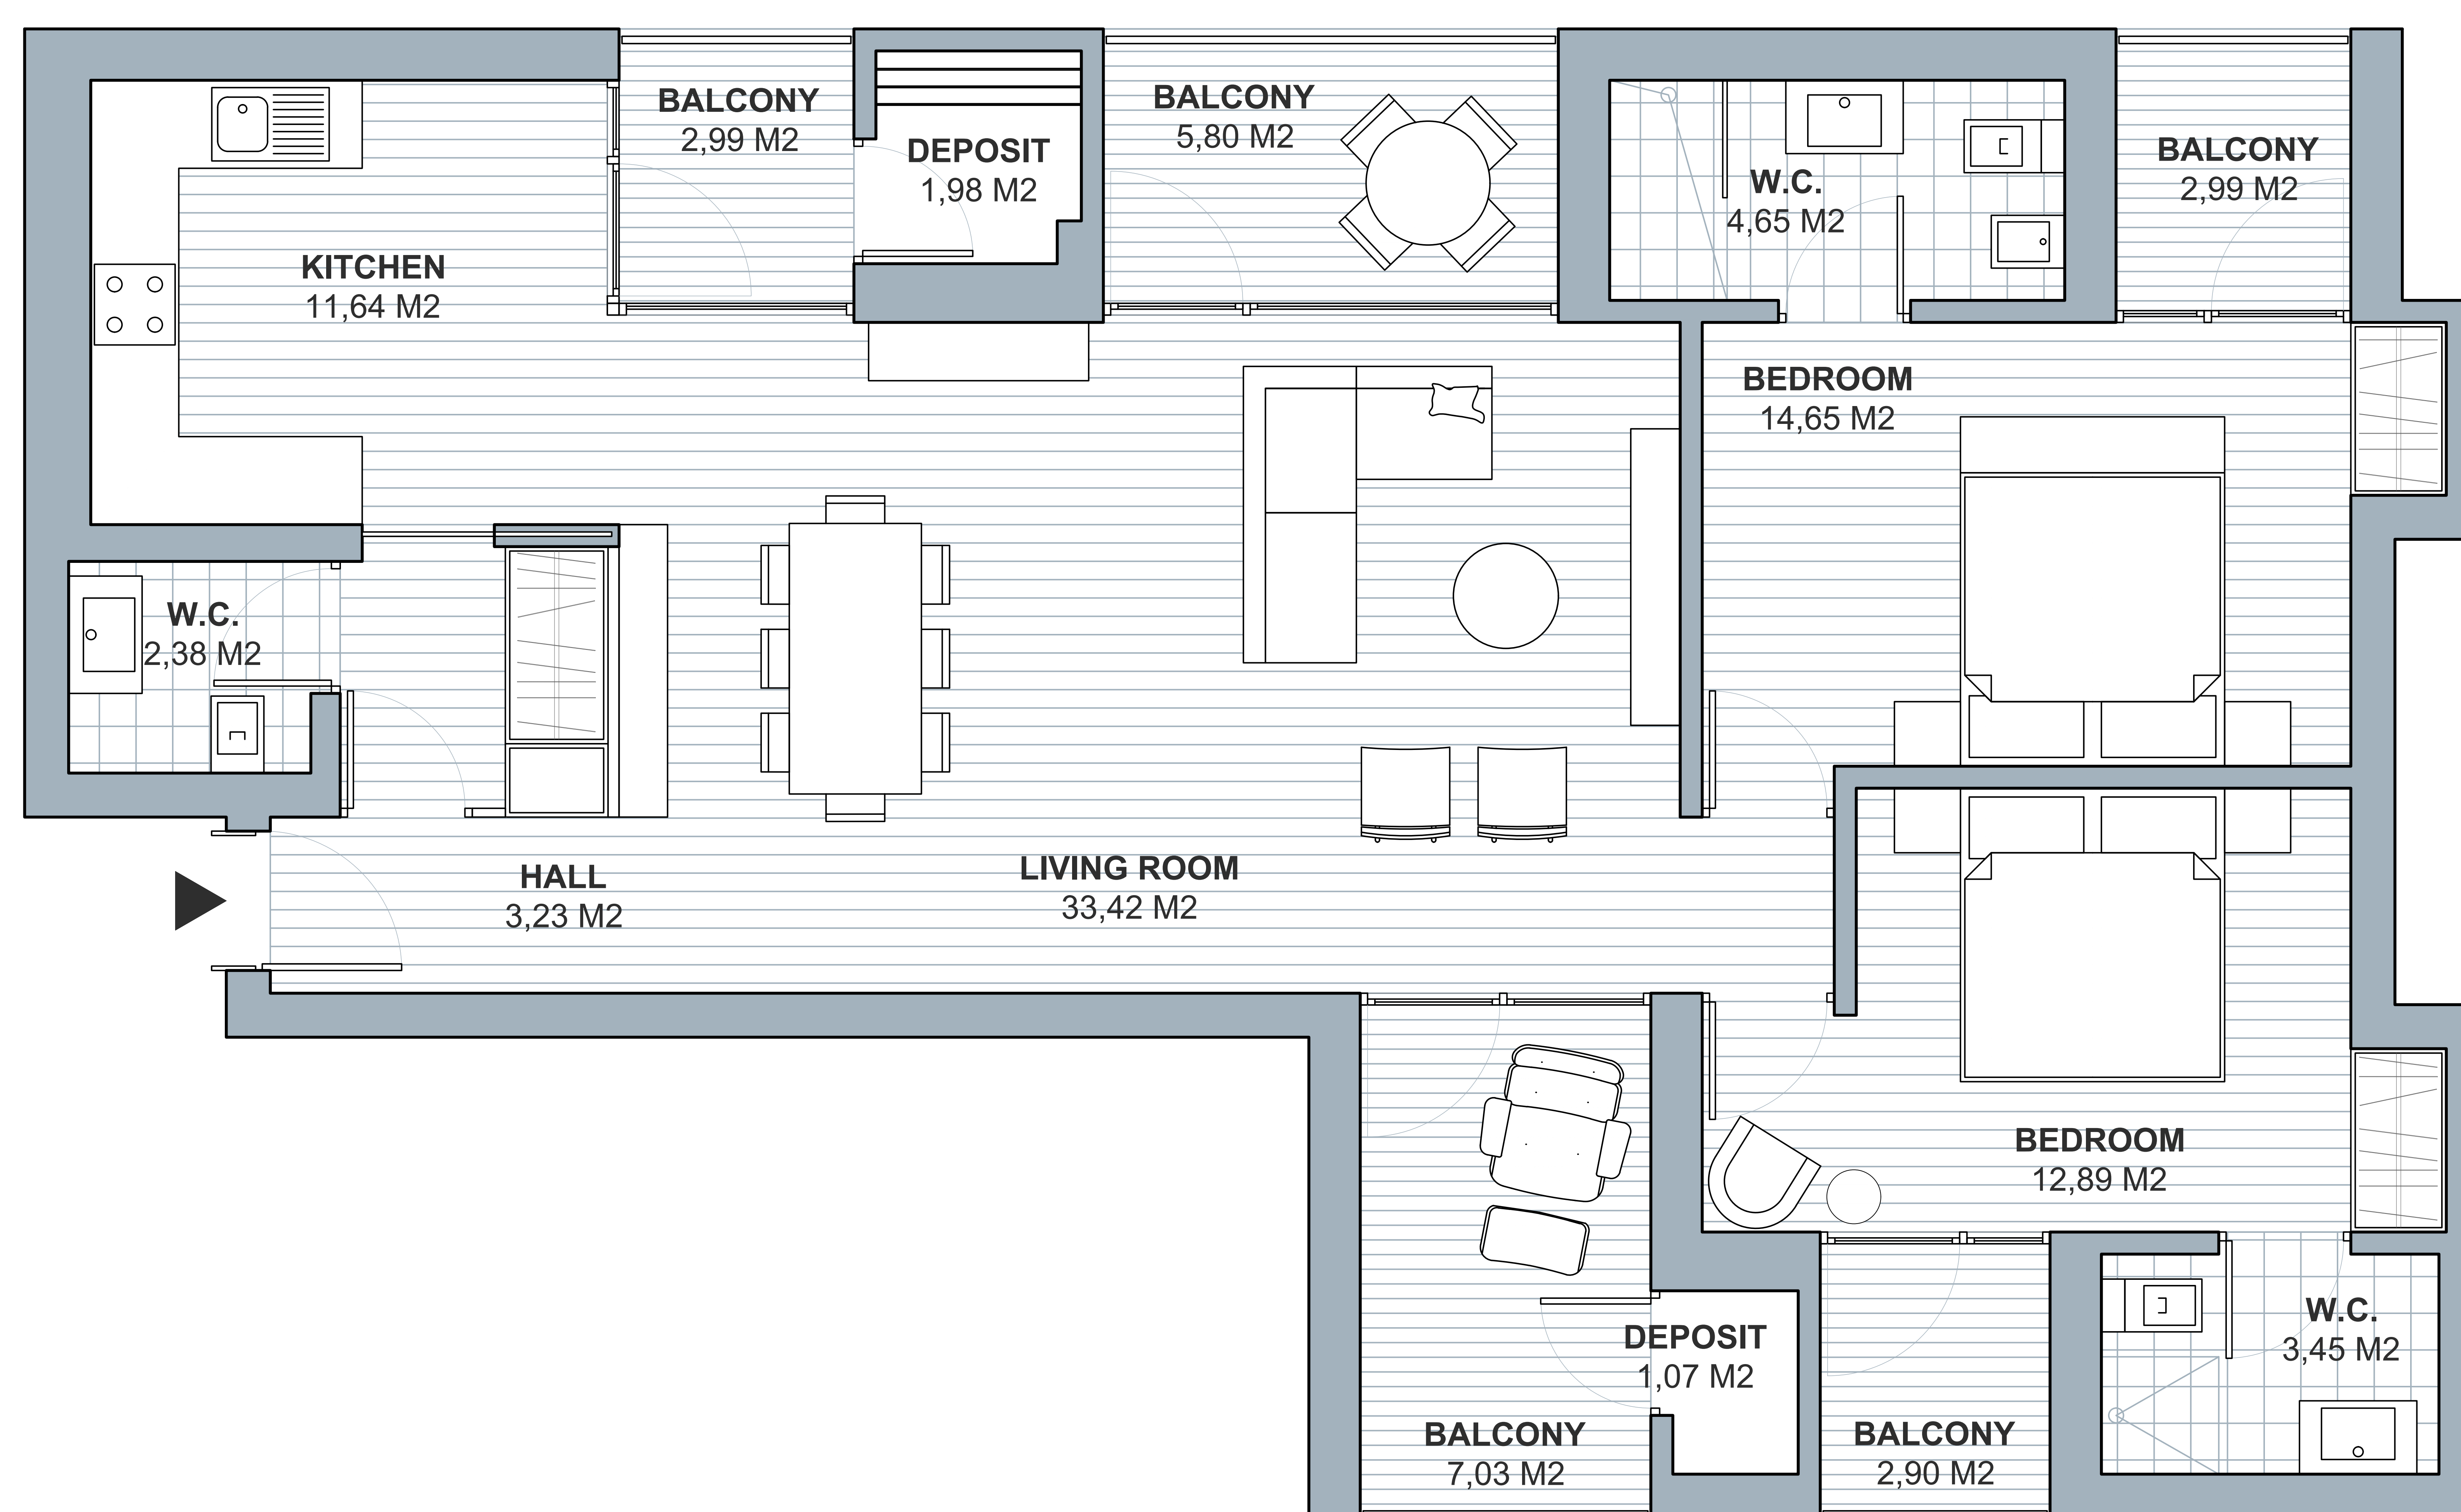 BALCONY
2,99 M2
DEPOSIT
1,98 M2
BALCONY
5,80 M2
W.C.
4,65 M2
BALCONY
2,99 M2
KITCHEN
11,64 M2
BEDROOM
14,65 M2
W.C.
2,38 M2
HALL
3,23 M2
LIVING ROOM
33,42 M2
BEDROOM
12,89 M2
DEPOSIT
1,07 M2
W.C.
3,45 M2
BALCONY
7,03 M2
BALCONY
2,90 M2